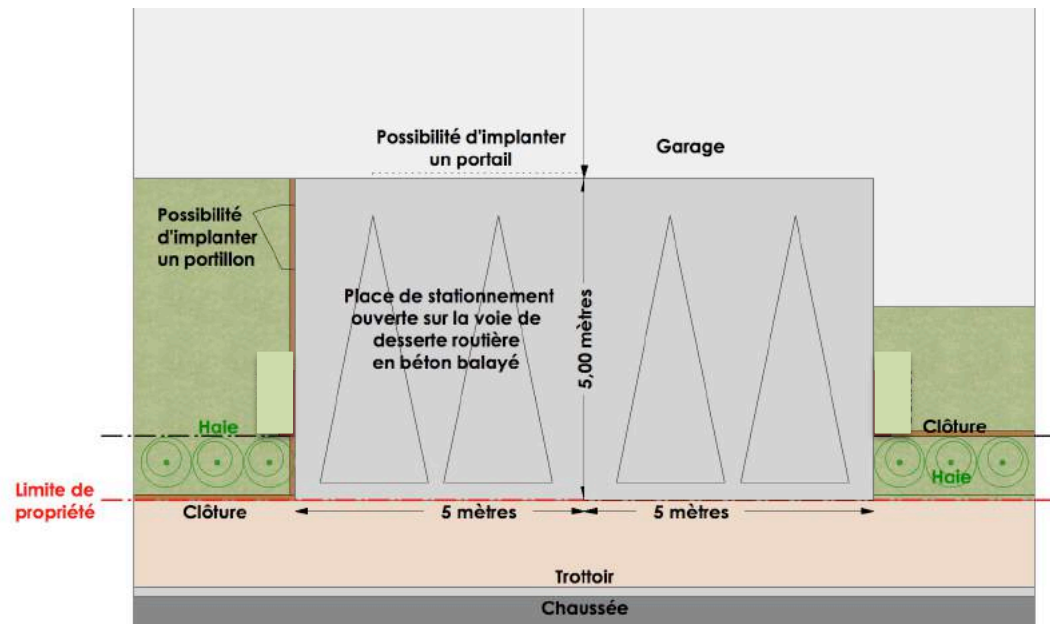 Possibilité d'implanter
un portail
Garage
Possibilité
d'implanter
un portillon
Place de stationnement
ouverte sur la voie de
desserte routière
en béton balayé
5,00 mètres
Haie
Clôture
Haie
Limite de
propriété
Clôture
5 mètres
5 mètres
Trottoir
Chaussée